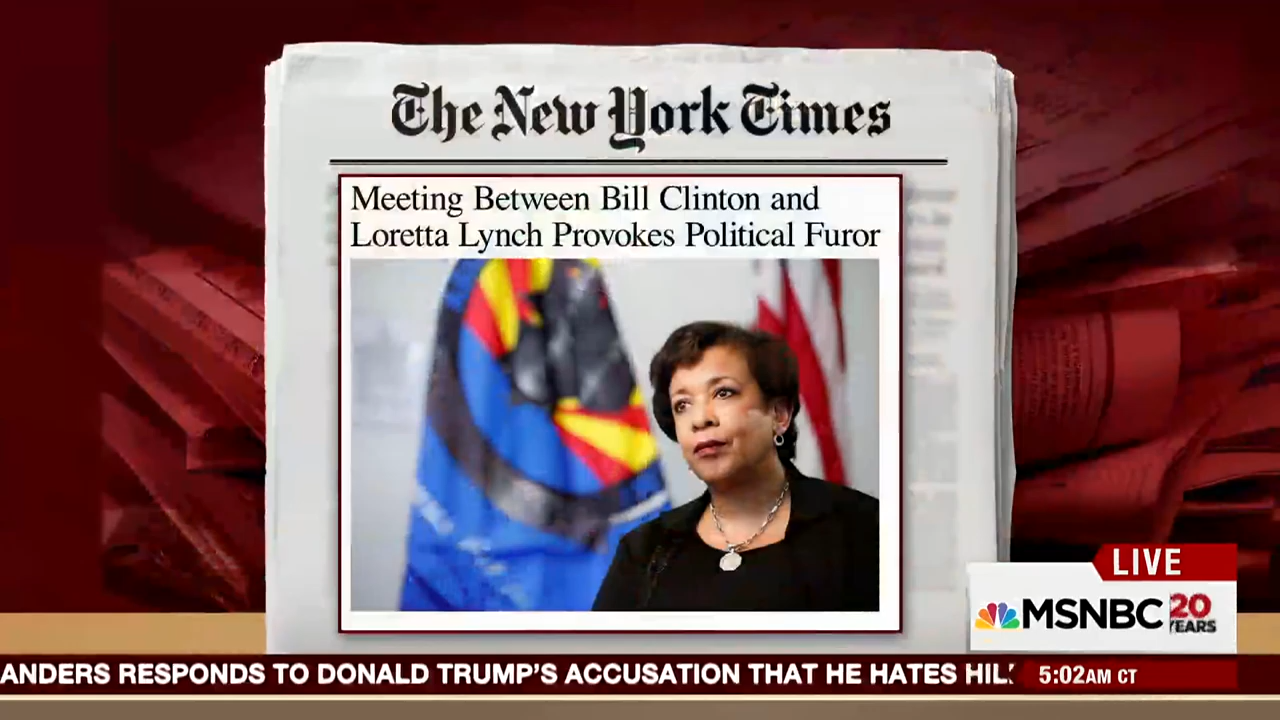 The New York Times
Meeting Between Bill Clinton and
Loretta Lynch Provokes Political Furor
LIVE
MSNBC 20
YEARS
ANDERS RESPONDS TO DONALD TRUMP'S ACCUSATION THAT HE HATES HIL
5:02AM CT